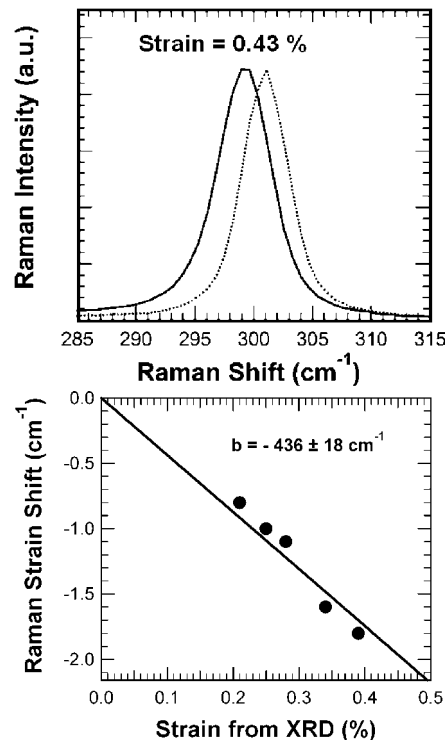 Strain = 0.43 %
Raman Intensity (a.u.)
285 290 295 300 305 310 315
Raman Shift (cm-1)
0.0
-0.5
-1.0
-1.5
-2.0
b = - 436 ± 18 cm-1
Raman Strain Shift (cm-1)
0.0 0.1 0.2 0.3 0.4 0.5
Strain from XRD (%)